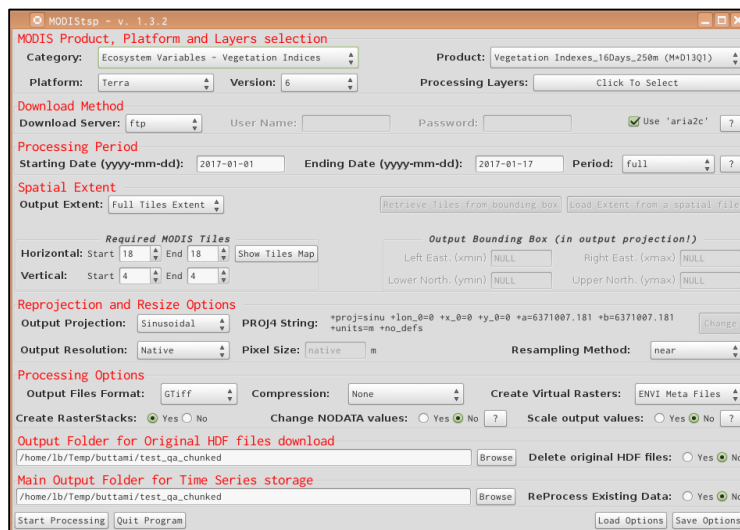 MODIStsp - v. 1.3.2
MODIS Product, Platform and Layers selection
Category: Ecosystem Variables - Vegetation Indices Product: Vegetation Indexes_16Days_250m (M*D13Q1)
Platform: Terra Version: 6 Processing Layers: Click To Select
Download Method
Download Server: ftp User Name: Password: Use 'aria2c' ?
Processing Period
Starting Date (yyyy-mm-dd): 2017-01-01 Ending Date (yyyy-mm-dd): 2017-01-17 Period: full ?
Spatial Extent
Output Extent: Full Tiles Extent Retrieve Tiles from bounding box Load Extent from a spatial file
Required MODIS Tiles Output Bounding Box (in output projection!)
Horizontal: Start 18 End 18 Show Tiles Map Left East. (xmin) NULL Right East. (xmax) NULL
Vertical: Start 4 End 4 Lower North. (ymin) NULL Upper North. (ymax) NULL
Reprojection and Resize Options
Output Projection: Sinusoidal PROJ4 String: +proj=sinu +lon_0=0 +x_0=0 +y_0=0 +a=6371007.181 +b=6371007.181 Change
+units=m +no_defs
Output Resolution: Native Pixel Size: native m Resampling Method: near
Processing Options
Output Files Format: GTiff Compression: None Create Virtual Rasters: ENVI Meta Files
Create RasterStacks: Yes No Change NODATA values: Yes No ? Scale output values: Yes No ?
Output Folder for Original HDF files download
/home/lb/Temp/buttami/test_qa_chunked Browse Delete original HDF files: Yes No
Main Output Folder for Time Series storage
/home/lb/Temp/buttami/test_qa_chunked Browse ReProcess Existing Data: Yes No
Start Processing Quit Program Load Options Save Options